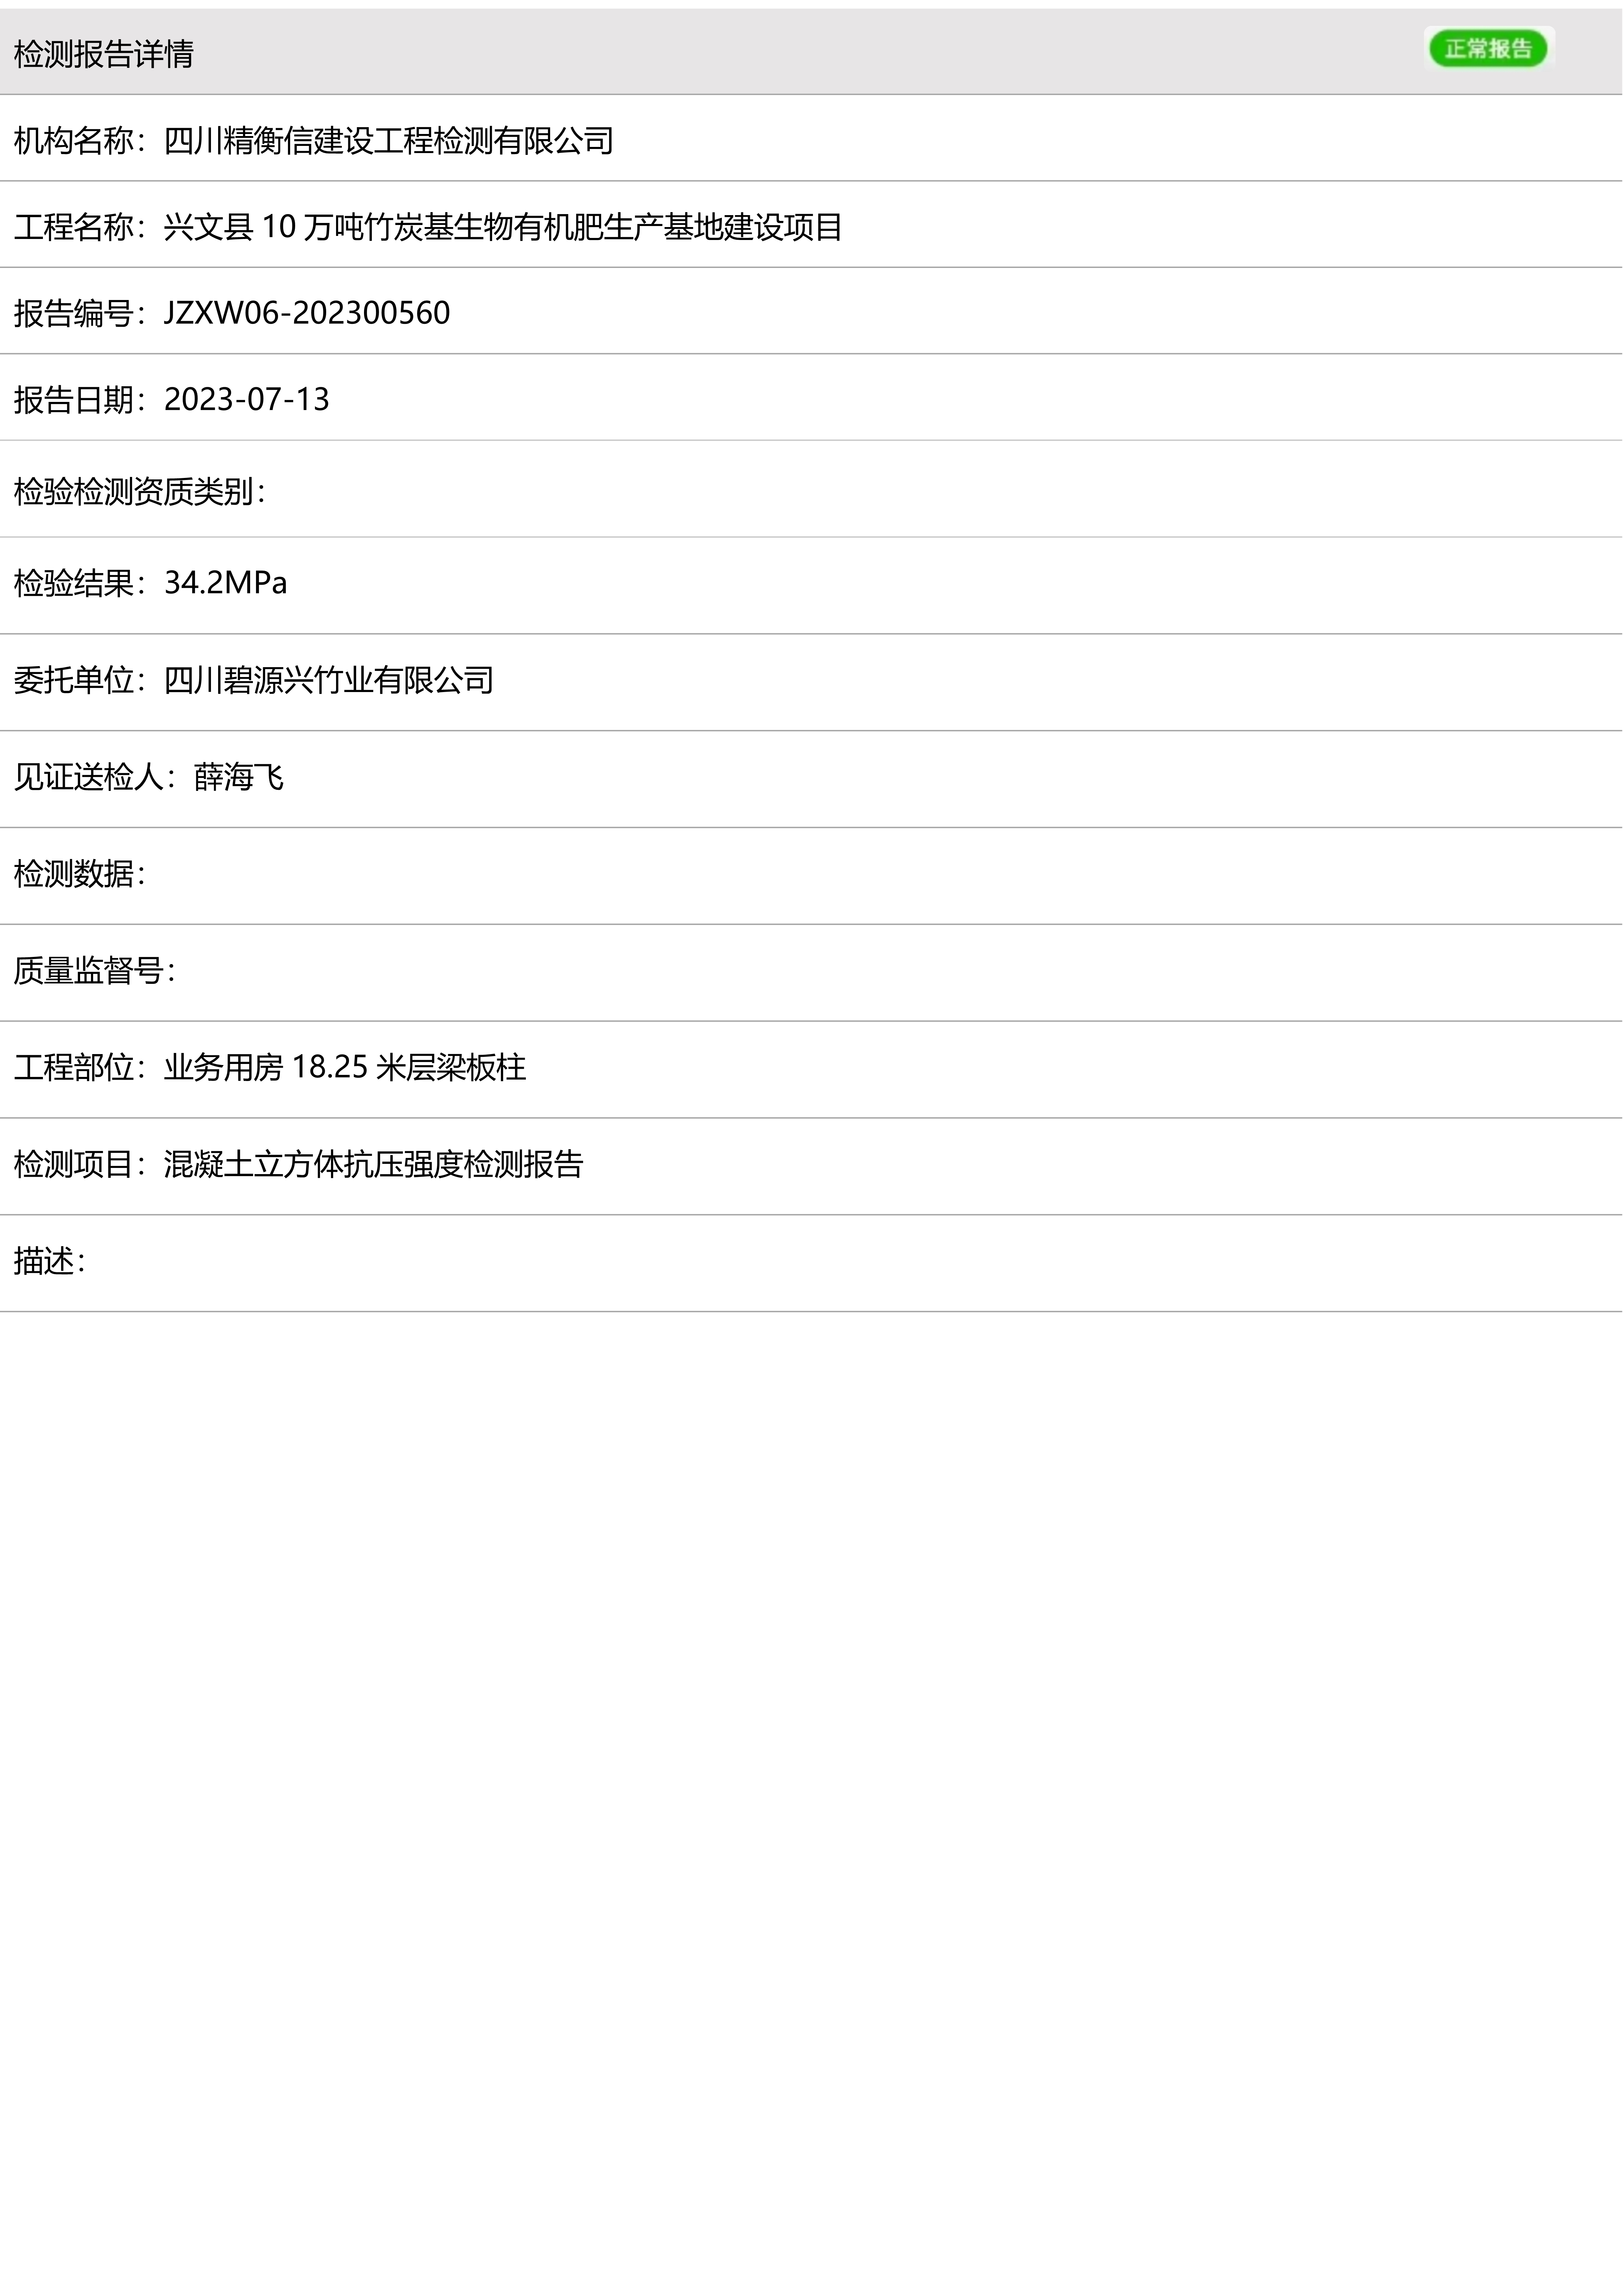 检测报告详情 正常报告
机构名称：四川精衡信建设工程检测有限公司
工程名称：兴文县 10 万吨竹炭基生物有机肥生产基地建设项目
报告编号：JZXW06-202300560
报告日期：2023-07-13
检验检测资质类别：
检验结果：34.2MPa
委托单位：四川碧源兴竹业有限公司
见证送检人：薛海飞
检测数据：
质量监督号：
工程部位：业务用房 18.25 米层梁板柱
检测项目：混凝土立方体抗压强度检测报告
描述：